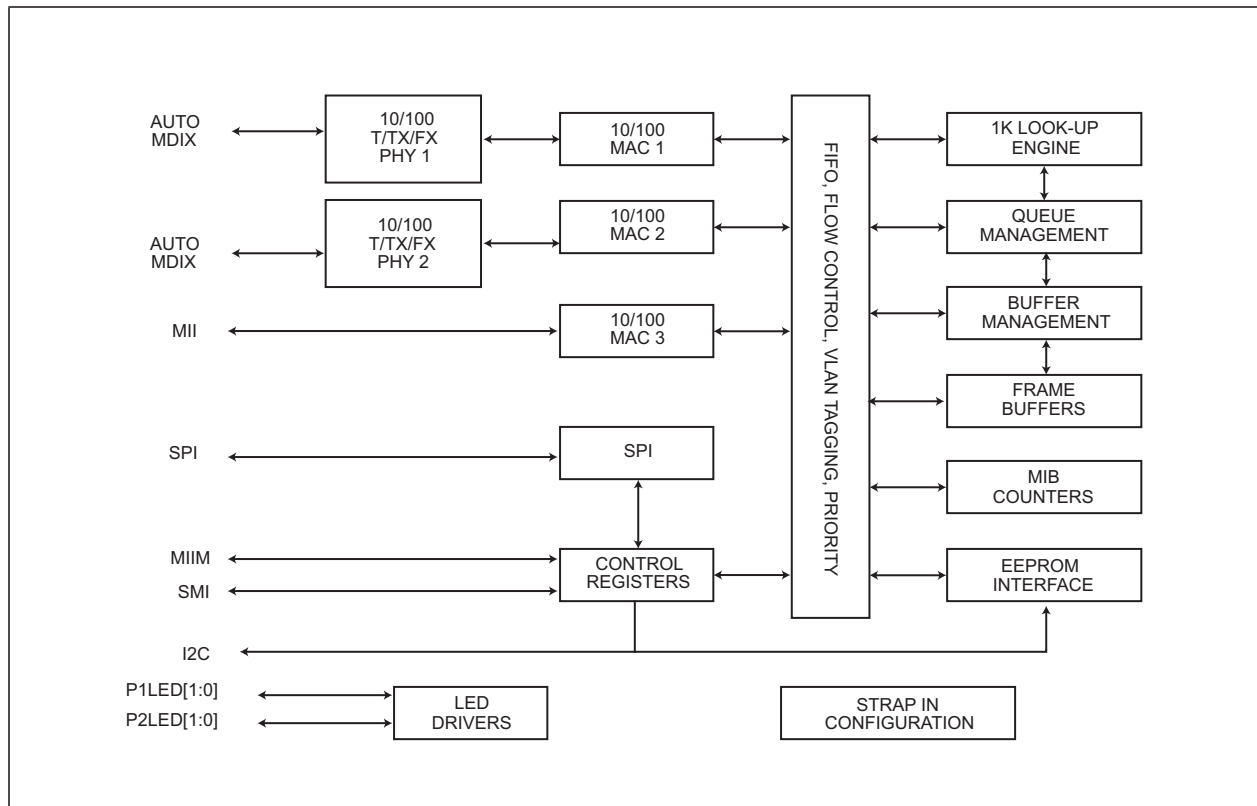 AUTO
MDIX
10/100
T/TX/FX
PHY 1
10/100
MAC 1
1K LOOK-UP
ENGINE
AUTO
MDIX
10/100
T/TX/FX
PHY 2
10/100
MAC 2
QUEUE
MANAGEMENT
MII
10/100
MAC 3
BUFFER
MANAGEMENT
FIFO, FLOW CONTROL, VLAN TAGGING, PRIORITY
FRAME
BUFFERS
SPI
SPI
MIB
COUNTERS
MIIM
SMI
CONTROL
REGISTERS
EEPROM
INTERFACE
I2C
P1LED[1:0]
P2LED[1:0]
LED
DRIVERS
STRAP IN
CONFIGURATION